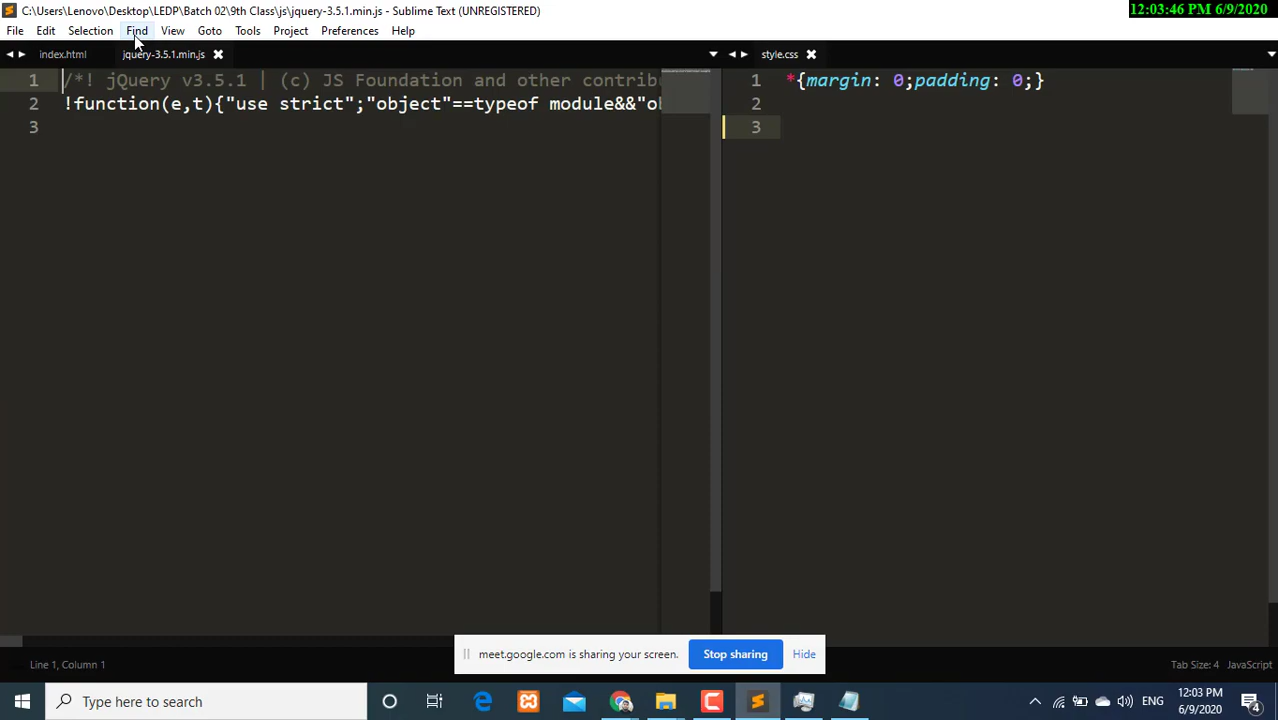 C:\Users\Lenovo\Desktop\LEDP\Batch 02\9th Class\js\jquery-3.5.1.min.js - Sublime Text (UNREGISTERED)
12:03:46 PM 6/9/2020
File Edit Selection Find View Goto Tools Project Preferences Help
index.html jquery-3.5.1.min.js style.css
1 /*! jQuery v3.5.1 | (c) JS Foundation and other contrib
2 !function(e,t){"use strict";"object"==typeof module&&"ob
3
1 *{margin: 0;padding: 0;}
2
3
meet.google.com is sharing your screen. Stop sharing Hide
Line 1, Column 1
Tab Size: 4 JavaScript
Type here to search
ENG
12:03 PM
6/9/2020
4